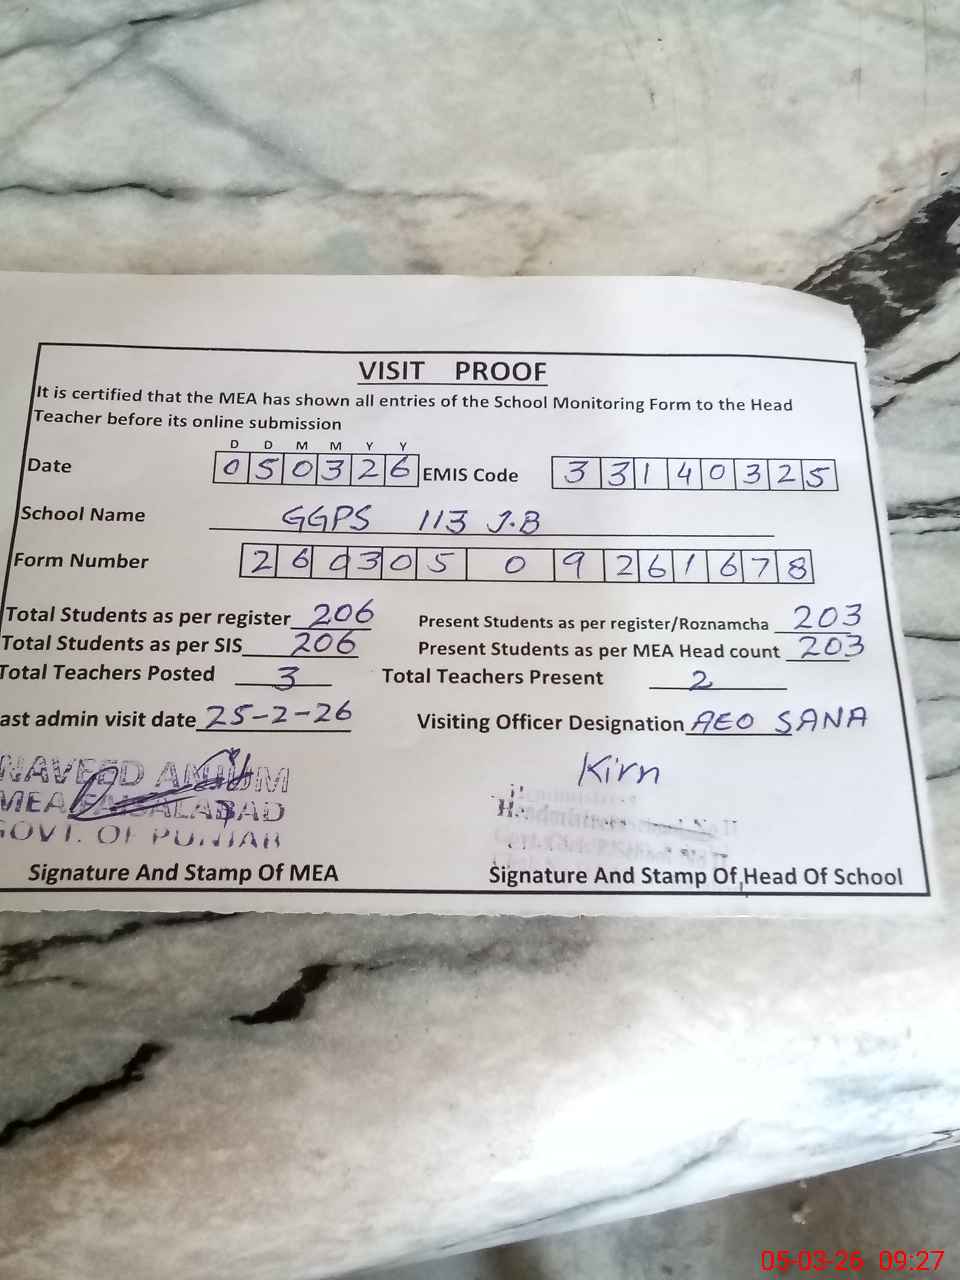 VISIT PROOF
It is certified that the MEA has shown all entries of the School Monitoring Form to the Head
Teacher before its online submission
D D M M Y Y
Date 050326 EMIS Code 33140325
School Name GGPS 113 J.B
Form Number 26030509261678
Total Students as per register 206 Present Students as per register/Roznamcha 203
Total Students as per SIS 206 Present Students as per MEA Head count 203
Total Teachers Posted 3 Total Teachers Present 2
ast admin visit date 25-2-26 Visiting Officer Designation AEO SANA
NAVEED ANJUM Kirn
MEA FAISALABAD
GOVT. OF PUNJAB
Signature And Stamp Of MEA Signature And Stamp Of Head Of School
05-03-26 09:27